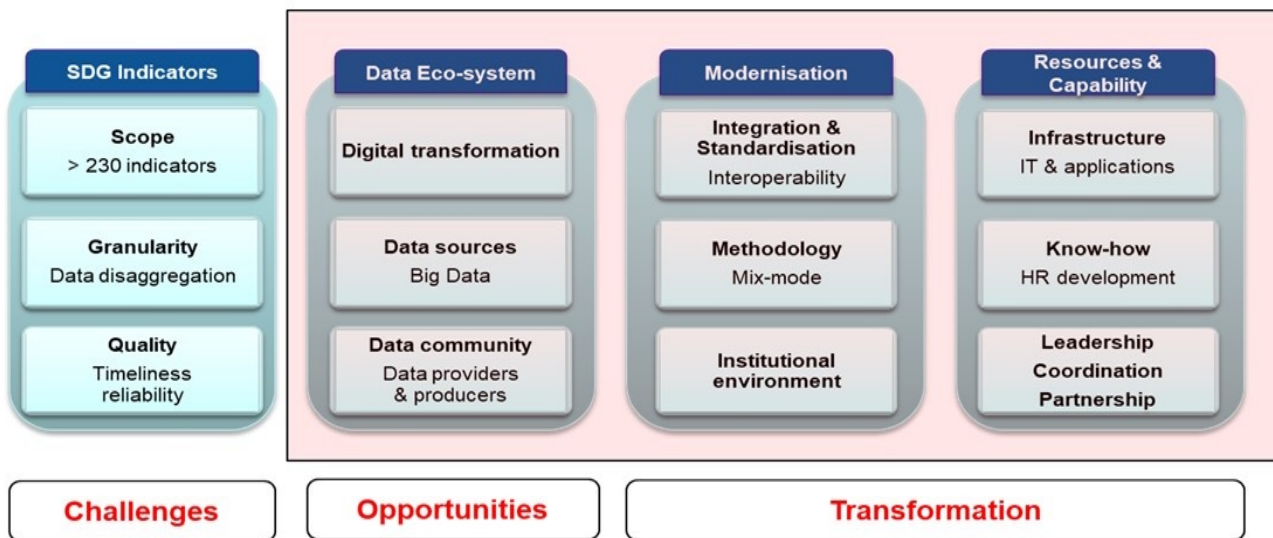 SDG Indicators
Scope
> 230 indicators
Granularity
Data disaggregation
Quality
Timeliness
reliability
Challenges
Data Eco-system
Digital transformation
Data sources
Big Data
Data community
Data providers
& producers
Opportunities
Modernisation
Integration &
Standardisation
Interoperability
Methodology
Mix-mode
Institutional
environment
Resources &
Capability
Infrastructure
IT & applications
Know-how
HR development
Leadership
Coordination
Partnership
Transformation